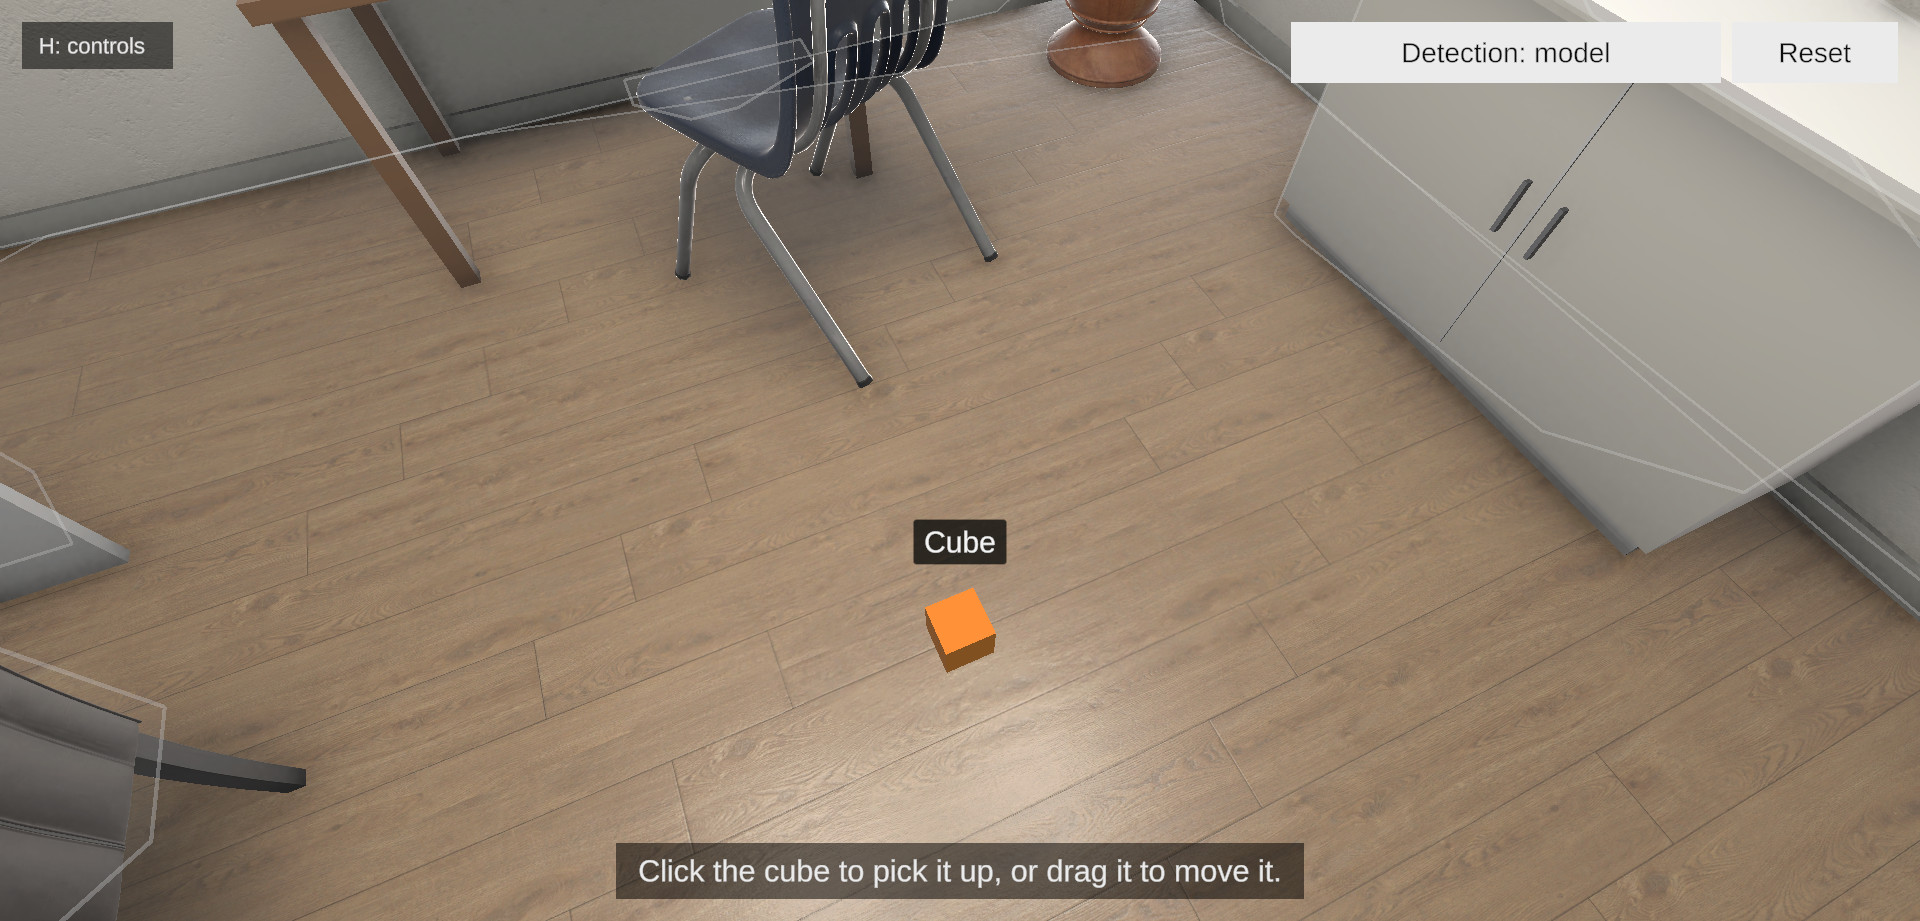 H: controls
Detection: model
Reset
Cube
Click the cube to pick it up, or drag it to move it.